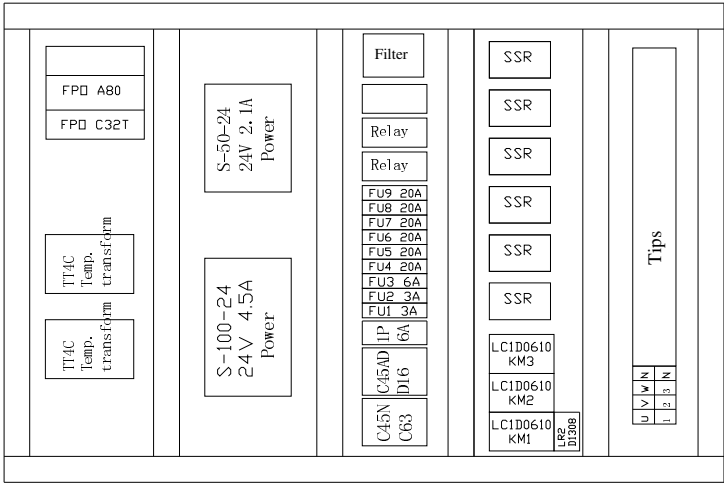 FP0 A80
FP0 C32T
TT4C
Temp.
transform
TT4C
Temp.
transform
S-50-24
24V 2.1A
Power
S-100-24
24V 4.5A
Power
Filter
Relay
Relay
FU9 20A
FU8 20A
FU7 20A
FU6 20A
FU5 20A
FU4 20A
FU3 6A
FU2 3A
FU1 3A
1P
6A
C45AD
D16
C45N
C63
SSR
SSR
SSR
SSR
SSR
SSR
LC1D0610
KM3
LC1D0610
KM2
LC1D0610
KM1
LR2
D1308
Tips
U V W N
1 2 3 N